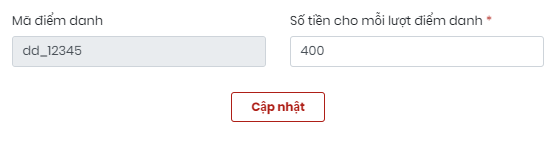 Mã điểm danh
Số tiền cho mỗi lượt điểm danh *
dd_12345
400
Cập nhật